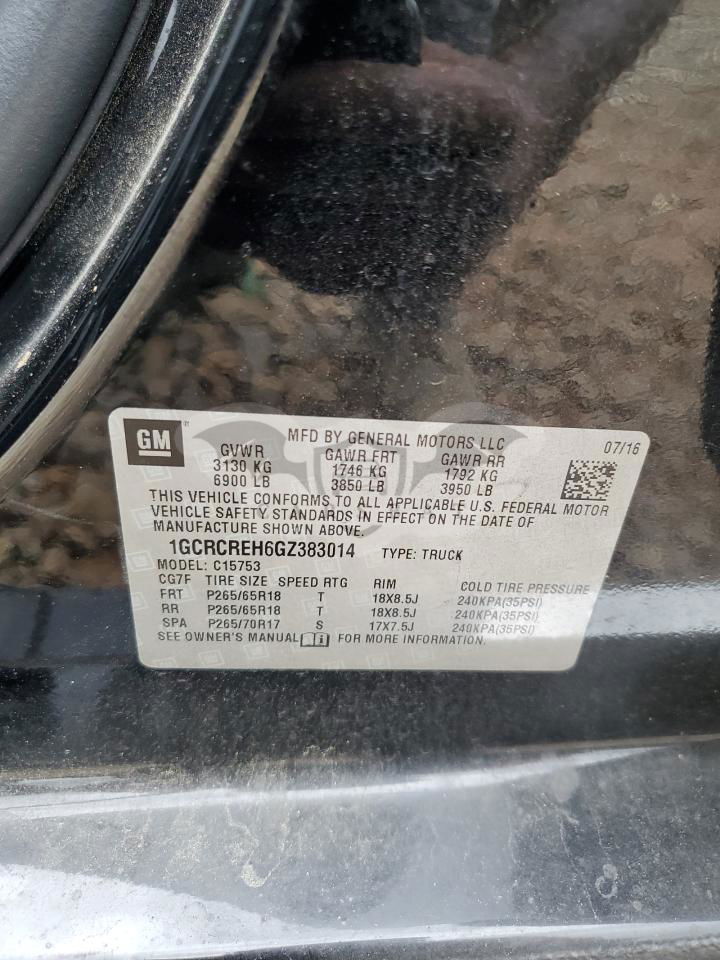 GM
MFD BY GENERAL MOTORS LLC 07/16
GVWR GAWR FRT GAWR RR
3130 KG 1746 KG 1792 KG
6900 LB 3850 LB 3950 LB
THIS VEHICLE CONFORMS TO ALL APPLICABLE U.S. FEDERAL MOTOR
VEHICLE SAFETY STANDARDS IN EFFECT ON THE DATE OF
MANUFACTURE SHOWN ABOVE.
1GCRCREH6GZ383014 TYPE: TRUCK
MODEL: C15753
CG7F TIRE SIZE SPEED RTG RIM COLD TIRE PRESSURE
FRT P265/65R18 T 18X8.5J 240KPA(35PSI)
RR P265/65R18 T 18X8.5J 240KPA(35PSI)
SPA P265/70R17 S 17X7.5J 240KPA(35PSI)
SEE OWNER'S MANUAL FOR MORE INFORMATION.